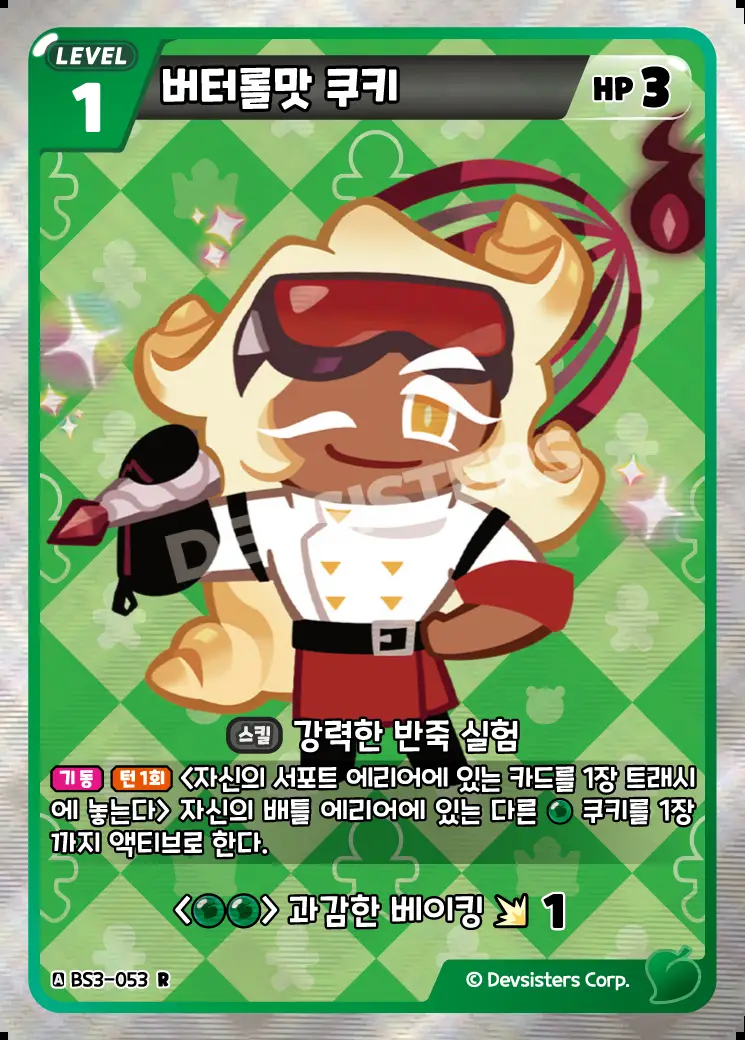 LEVEL
1
버터롤맛 쿠키
HP 3
DEVSISTERS
스킬 강력한 반죽 실험
기동 턴 1회 <자신의 서포트 에리어에 있는 카드를 1장 트래시
에 놓는다> 자신의 배틀 에리어에 있는 다른 쿠키를 1장
까지 액티브로 한다.
< > 과감한 베이킹 1
A BS3-053 R
© Devsisters Corp.